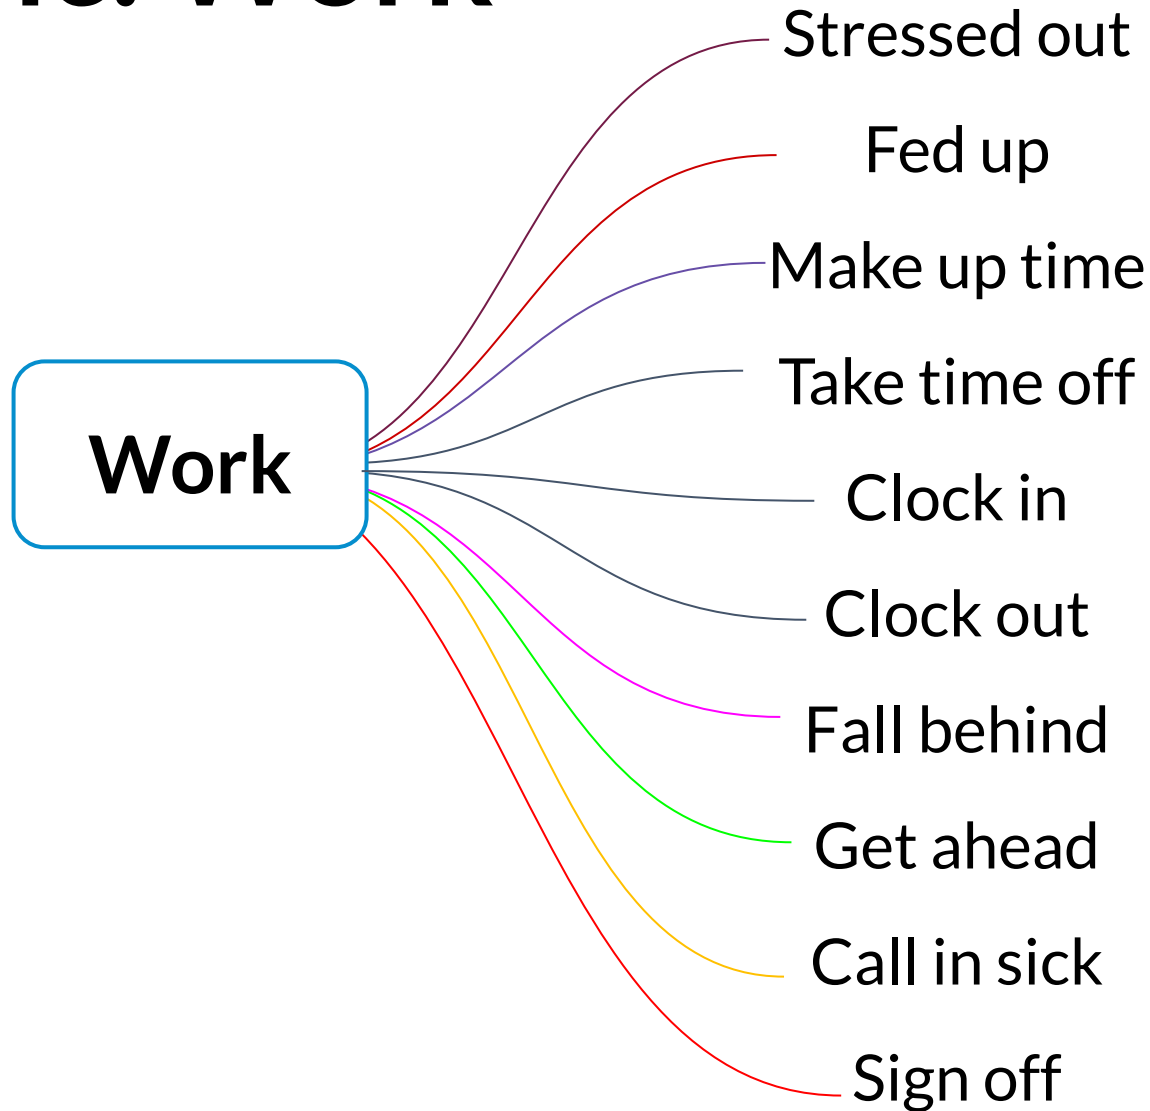 Work
Stressed out
Fed up
Make up time
Take time off
Work
Clock in
Clock out
Fall behind
Get ahead
Call in sick
Sign off